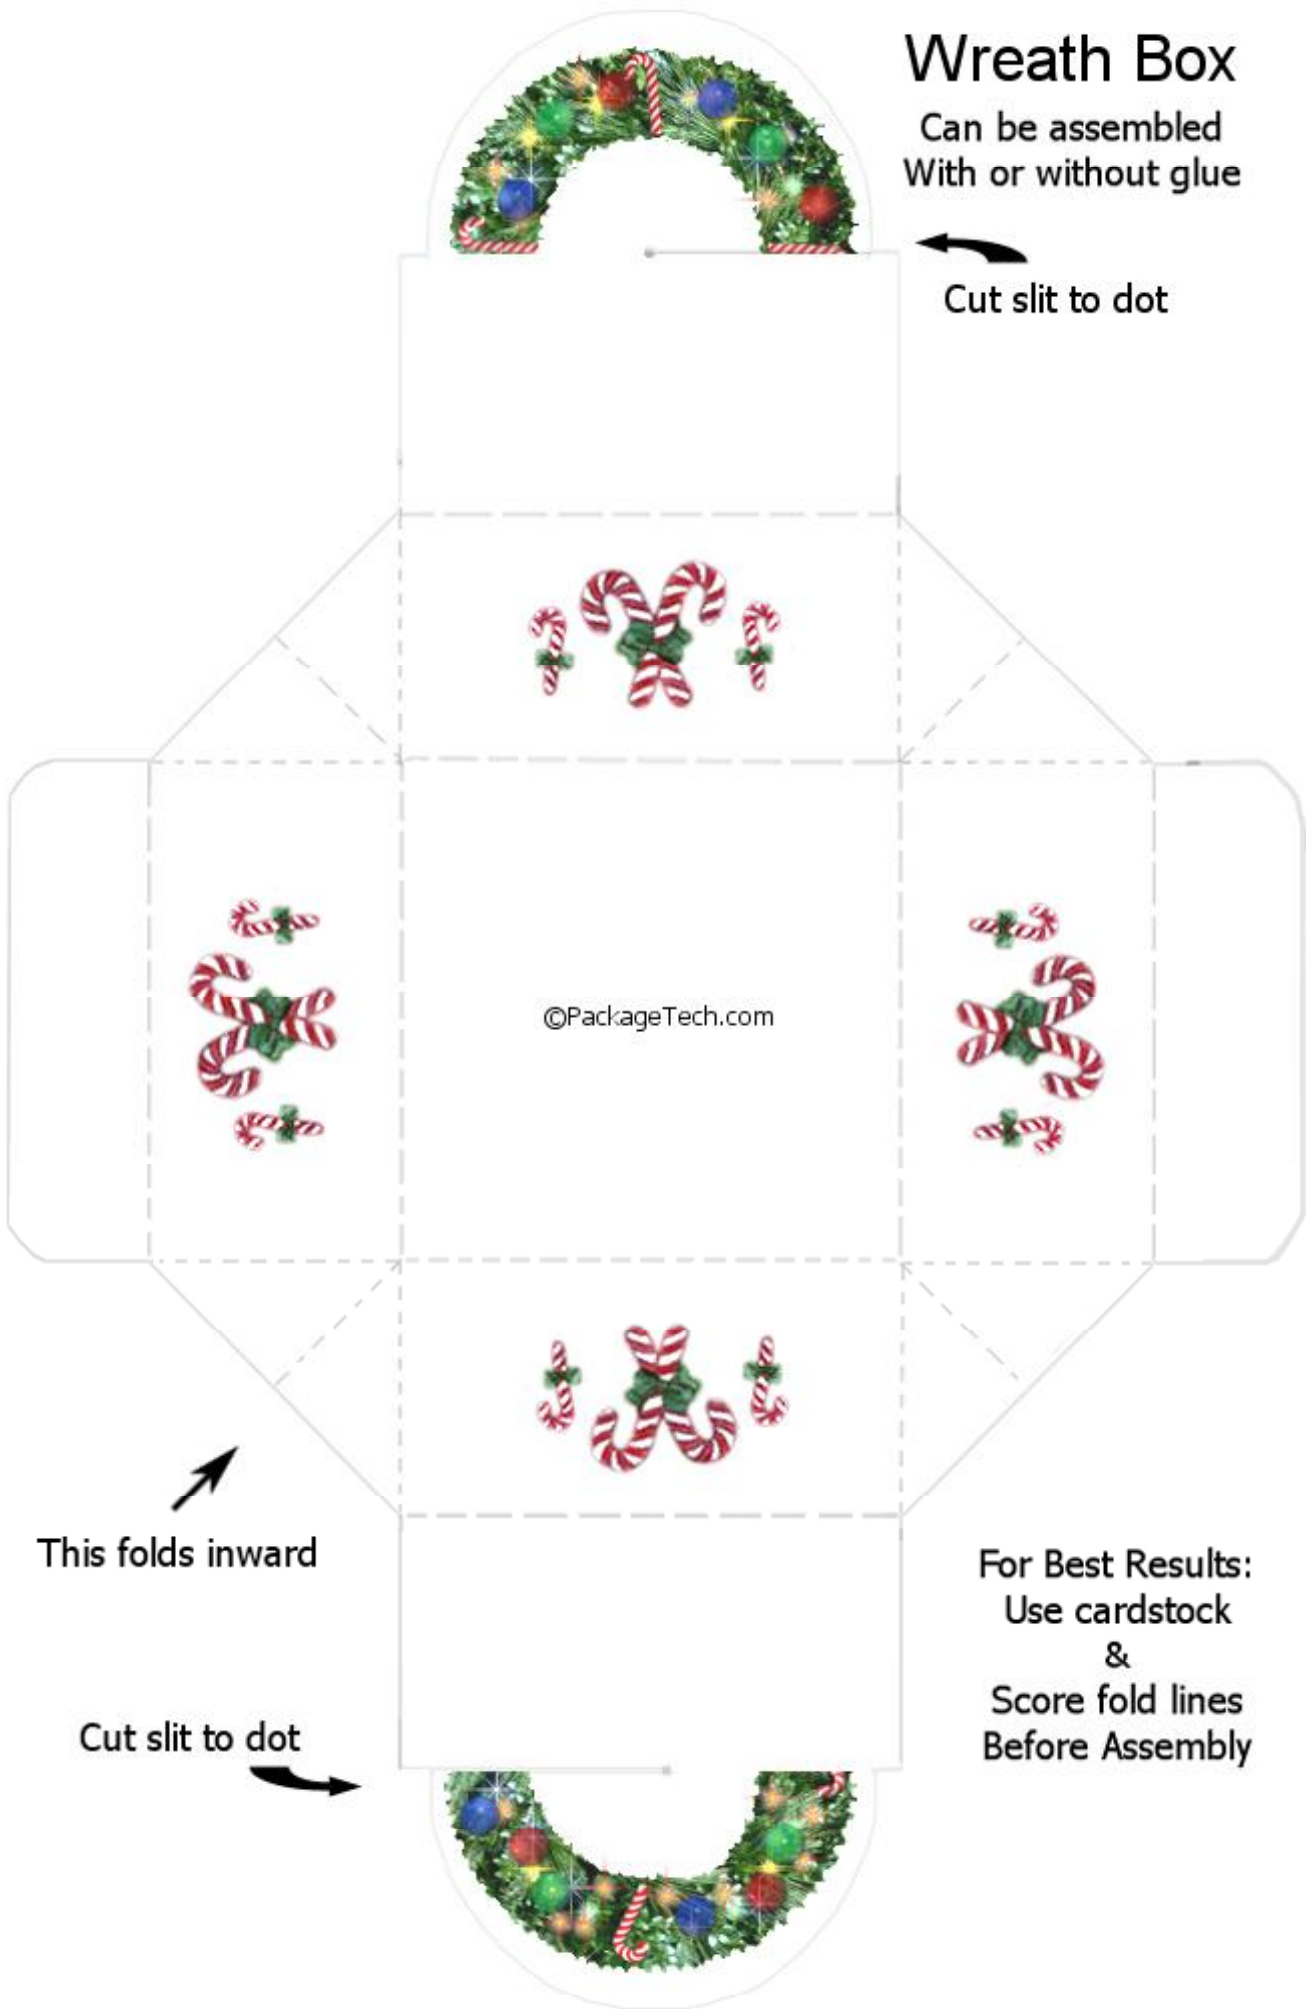 Wreath Box
Can be assembled
With or without glue
Cut slit to dot
©PackageTech.com
This folds inward
For Best Results:
Use cardstock
&
Score fold lines
Before Assembly
Cut slit to dot